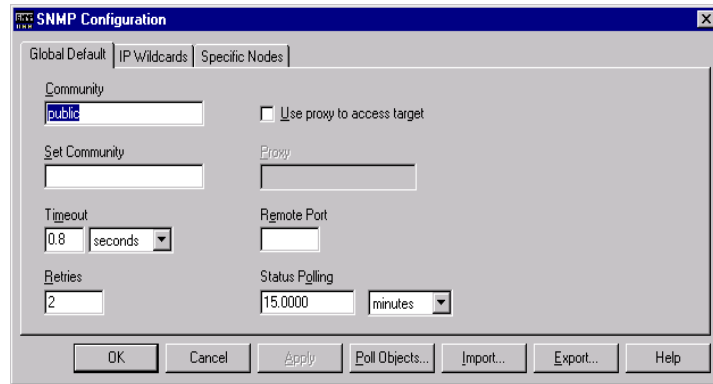 SNMP Configuration
Global Default IP Wildcards Specific Nodes
Community
public
Use proxy to access target
Set Community
Proxy
Timeout
0.8 seconds
Remote Port
Retries
2
Status Polling
15.0000 minutes
OK Cancel Apply Poll Objects... Import... Export... Help